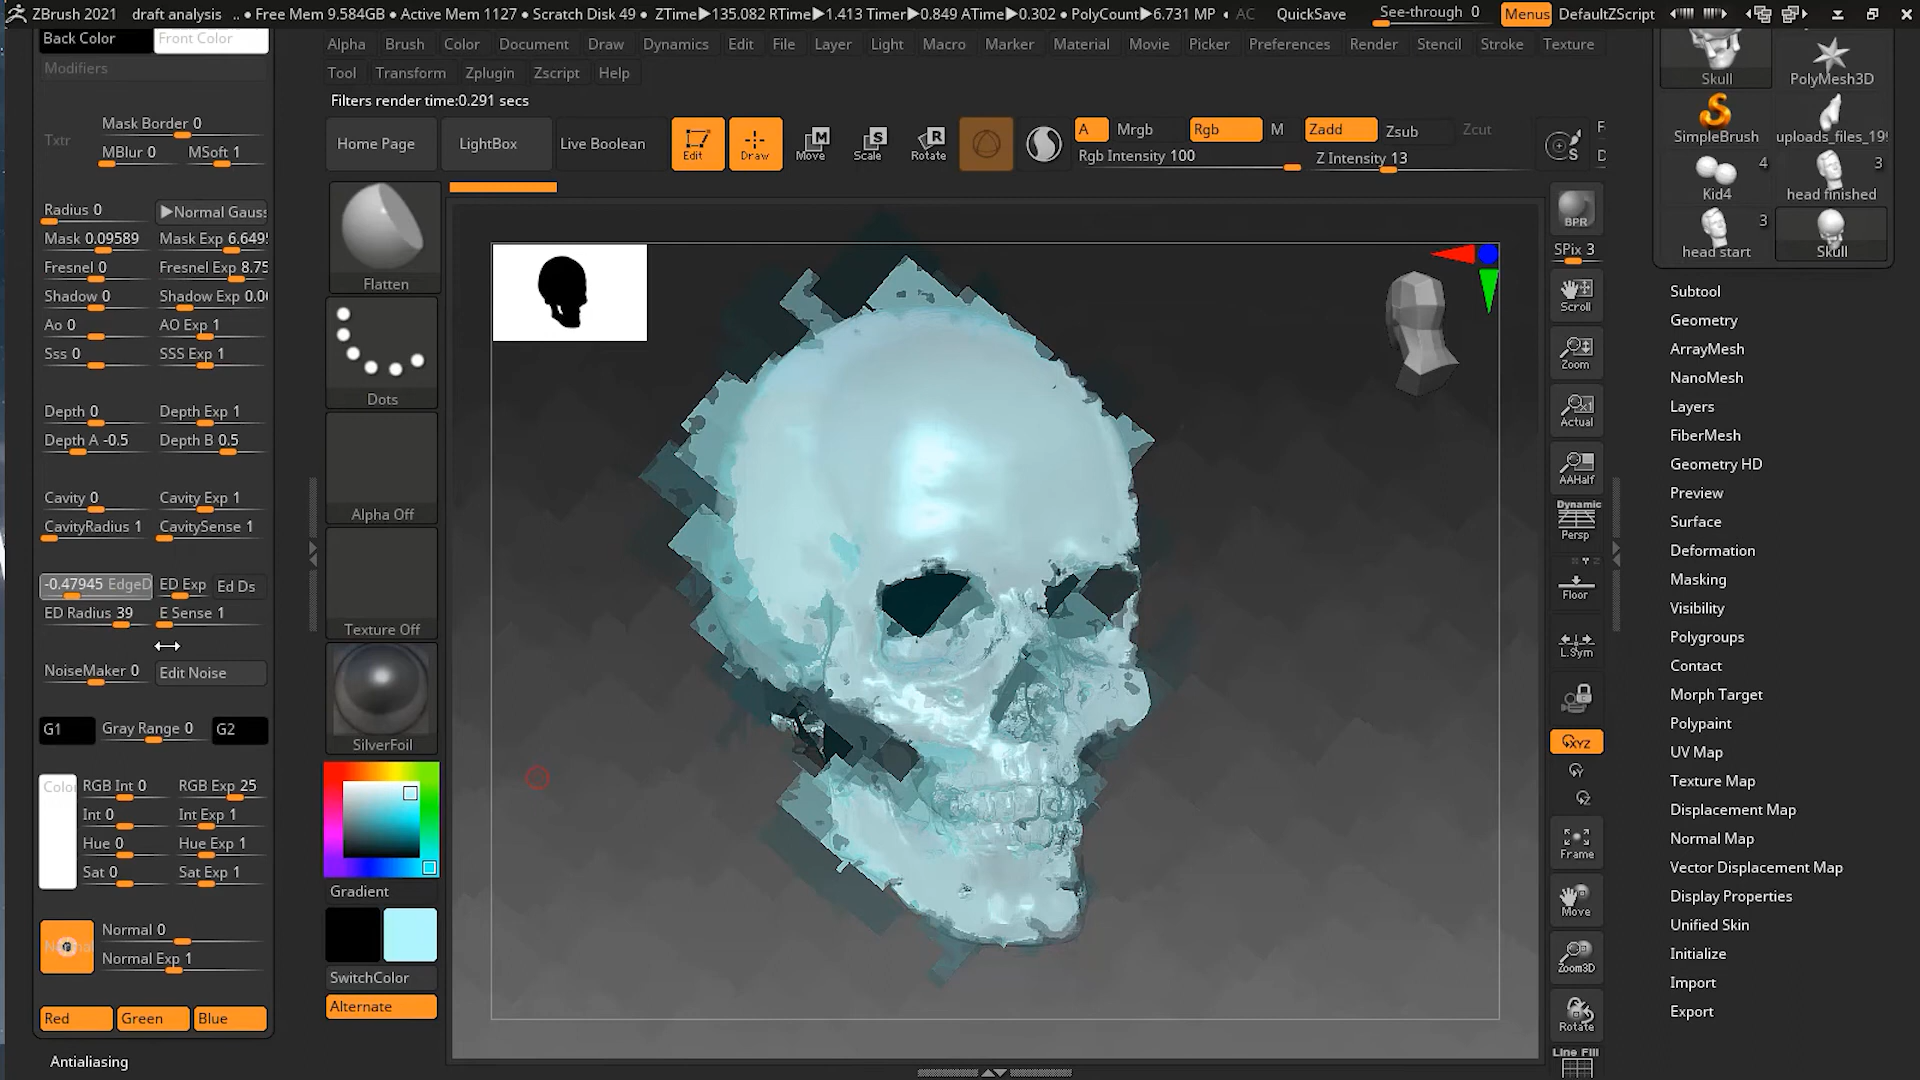 ZBrush 2021 draft analysis .. • Free Mem 9.584GB • Active Mem 1127 • Scratch Disk 49 • ZTime▶135.082 RTime▶1.413 Timer▶0.849 ATime▶0.302 • PolyCount▶6.731 MP • AC QuickSave See-through 0 Menus DefaultZScript
Back Color Front Color
Modifiers
Txtr
Mask Border 0
MBlur 0 MSoft 1
Radius 0 ▶Normal Gauss
Mask 0.09589 Mask Exp 6.649
Fresnel 0 Fresnel Exp 8.75
Shadow 0 Shadow Exp 0.0
Ao 0 AO Exp 1
Sss 0 SSS Exp 1
Depth 0 Depth Exp 1
Depth A -0.5 Depth B 0.5
Cavity 0 Cavity Exp 1
CavityRadius 1 CavitySense 1
-0.47945 EdgeD ED Exp Ed Ds
ED Radius 39 E Sense 1
NoiseMaker 0 Edit Noise
G1 Gray Range 0 G2
Color
RGB Int 0 RGB Exp 25
Int 0 Int Exp 1
Hue 0 Hue Exp 1
Sat 0 Sat Exp 1
Normal 0
Normal Exp 1
Red Green Blue
Antialiasing
Alpha Brush Color Document Draw Dynamics Edit File Layer Light Macro Marker Material Movie Picker Preferences Render Stencil Stroke Texture
Tool Transform Zplugin Zscript Help
Filters render time:0.291 secs
Home Page LightBox Live Boolean Edit Draw Move Scale Rotate
A Mrgb Rgb M Zadd Zsub Zcut
Rgb Intensity 100 Z Intensity 13
S
F
D
Flatten
Dots
Alpha Off
Texture Off
SilverFoil
Gradient
SwitchColor
Alternate
BPR
SPix 3
Scroll
Zoom
Actual
AAHalf
Dynamic
Persp
Floor
L.Sym
XYZ
Y
Z
Frame
Move
Zoom3D
Rotate
Line Fill
Skull PolyMesh3D
SimpleBrush uploads_files_19
4 3
Kid4 head finished
3
head start Skull
Subtool
Geometry
ArrayMesh
NanoMesh
Layers
FiberMesh
Geometry HD
Preview
Surface
Deformation
Masking
Visibility
Polygroups
Contact
Morph Target
Polypaint
UV Map
Texture Map
Displacement Map
Normal Map
Vector Displacement Map
Display Properties
Unified Skin
Initialize
Import
Export